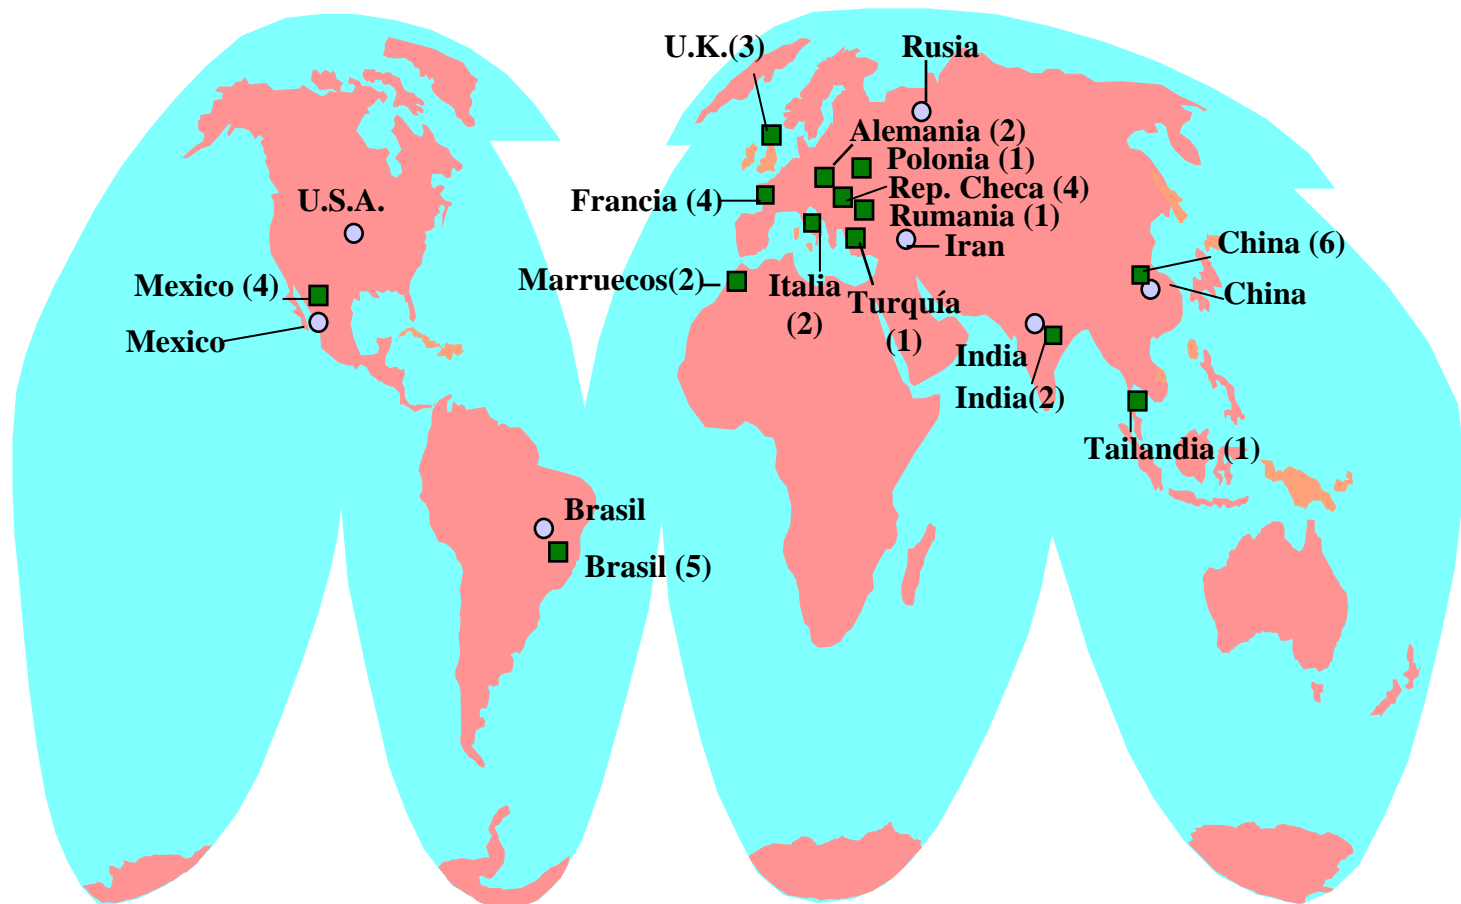 U.K.(3)
Rusia
Alemania (2)
Polonia (1)
Rep. Checa (4)
Francia (4)
U.S.A.
Rumania (1)
Iran
China (6)
Marruecos(2)
Italia
(2)
Turquía
(1)
Mexico (4)
China
Mexico
India
India(2)
Tailandia (1)
Brasil
Brasil (5)